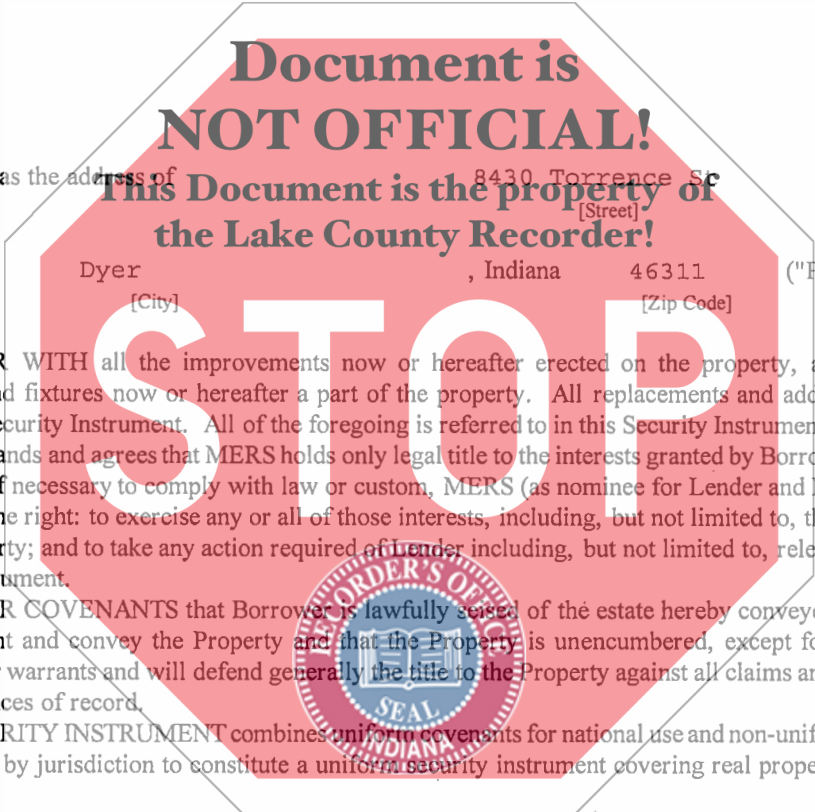 Document is
NOT OFFICIAL!
as the address of 8430 Torrence St
This Document is the property of
[Street]
the Lake County Recorder!
Dyer , Indiana 46311 ("P
[City] [Zip Code]
STOP
R WITH all the improvements now or hereafter erected on the property, a
d fixtures now or hereafter a part of the property. All replacements and add
ecurity Instrument. All of the foregoing is referred to in this Security Instrumen
ands and agrees that MERS holds only legal title to the interests granted by Borro
f necessary to comply with law or custom, MERS (as nominee for Lender and
he right: to exercise any or all of those interests, including, but not limited to, th
rty; and to take any action required of Lender including, but not limited to, rele
ument.
RECORDER'S OFFICE
R COVENANTS that Borrower is lawfully seised of the estate hereby conveye
nt and convey the Property and that the Property is unencumbered, except fo
warrants and will defend generally the title to the Property against all claims an
ces of record.
SEAL
INDIANA
RITY INSTRUMENT combines uniform covenants for national use and non-unif
by jurisdiction to constitute a uniform security instrument covering real prope